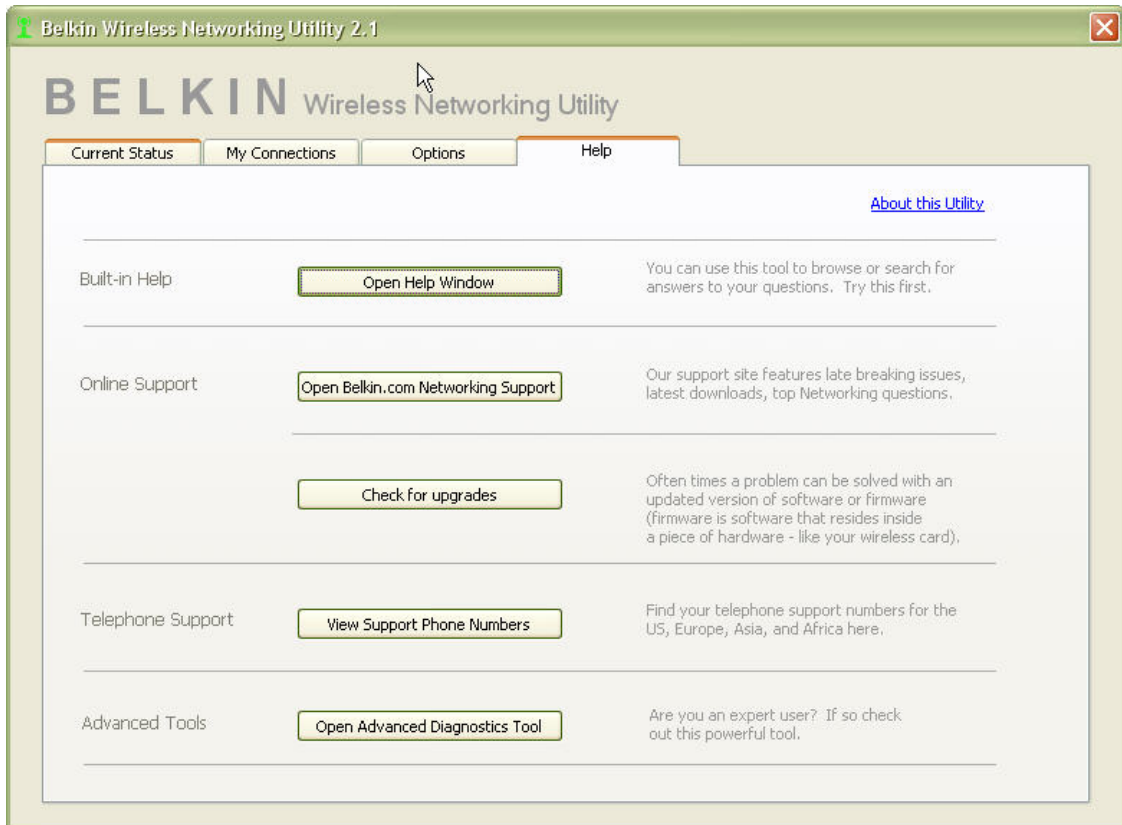 Belkin Wireless Networking Utility 2.1
BELKIN Wireless Networking Utility
Current Status
My Connections
Options
Help
About this Utility
Built-in Help
Open Help Window
You can use this tool to browse or search for
answers to your questions.  Try this first.
Online Support
Open Belkin.com Networking Support
Our support site features late breaking issues,
latest downloads, top Networking questions.
Check for upgrades
Often times a problem can be solved with an
updated version of software or firmware
(firmware is software that resides inside
a piece of hardware - like your wireless card).
Telephone Support
View Support Phone Numbers
Find your telephone support numbers for the
US, Europe, Asia, and Africa here.
Advanced Tools
Open Advanced Diagnostics Tool
Are you an expert user?  If so check
out this powerful tool.